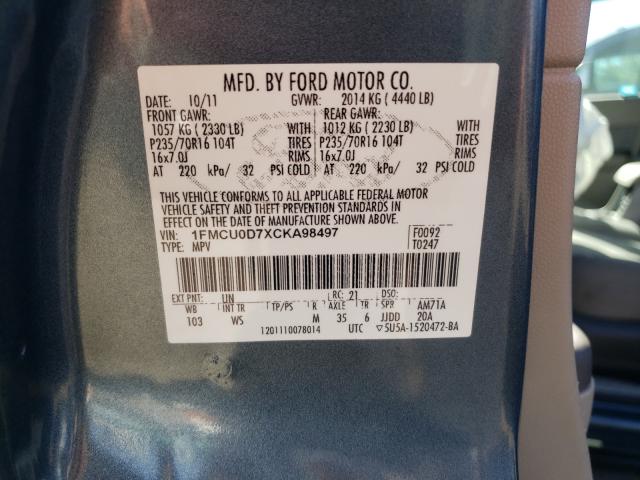 MFD. BY FORD MOTOR CO.
DATE: 10/11 GVWR: 2014 KG ( 4440 LB)
FRONT GAWR: REAR GAWR:
1057 KG ( 2330 LB) WITH 1012 KG ( 2230 LB) WITH
P235/70R16 104T TIRES P235/70R16 104T TIRES
16x7.0J RIMS 16x7.0J RIMS
AT 220 kPa/ 32 PSI COLD AT 220 kPa/ 32 PSI COLD
THIS VEHICLE CONFORMS TO ALL APPLICABLE FEDERAL MOTOR
VEHICLE SAFETY AND THEFT PREVENTION STANDARDS IN
EFFECT ON THE DATE OF MANUFACTURE SHOWN ABOVE.
VIN: 1FMCU0D7XCKA98497 F0092
TYPE: MPV T0247
EXT PNT: UN RC: 21 DSO:
WB INT TR TP/PS R AXLE TR SPR AM71A
103 WS M 35 6 JJDD 20A
1201110078014 UTC 5U5A-1520472-BA